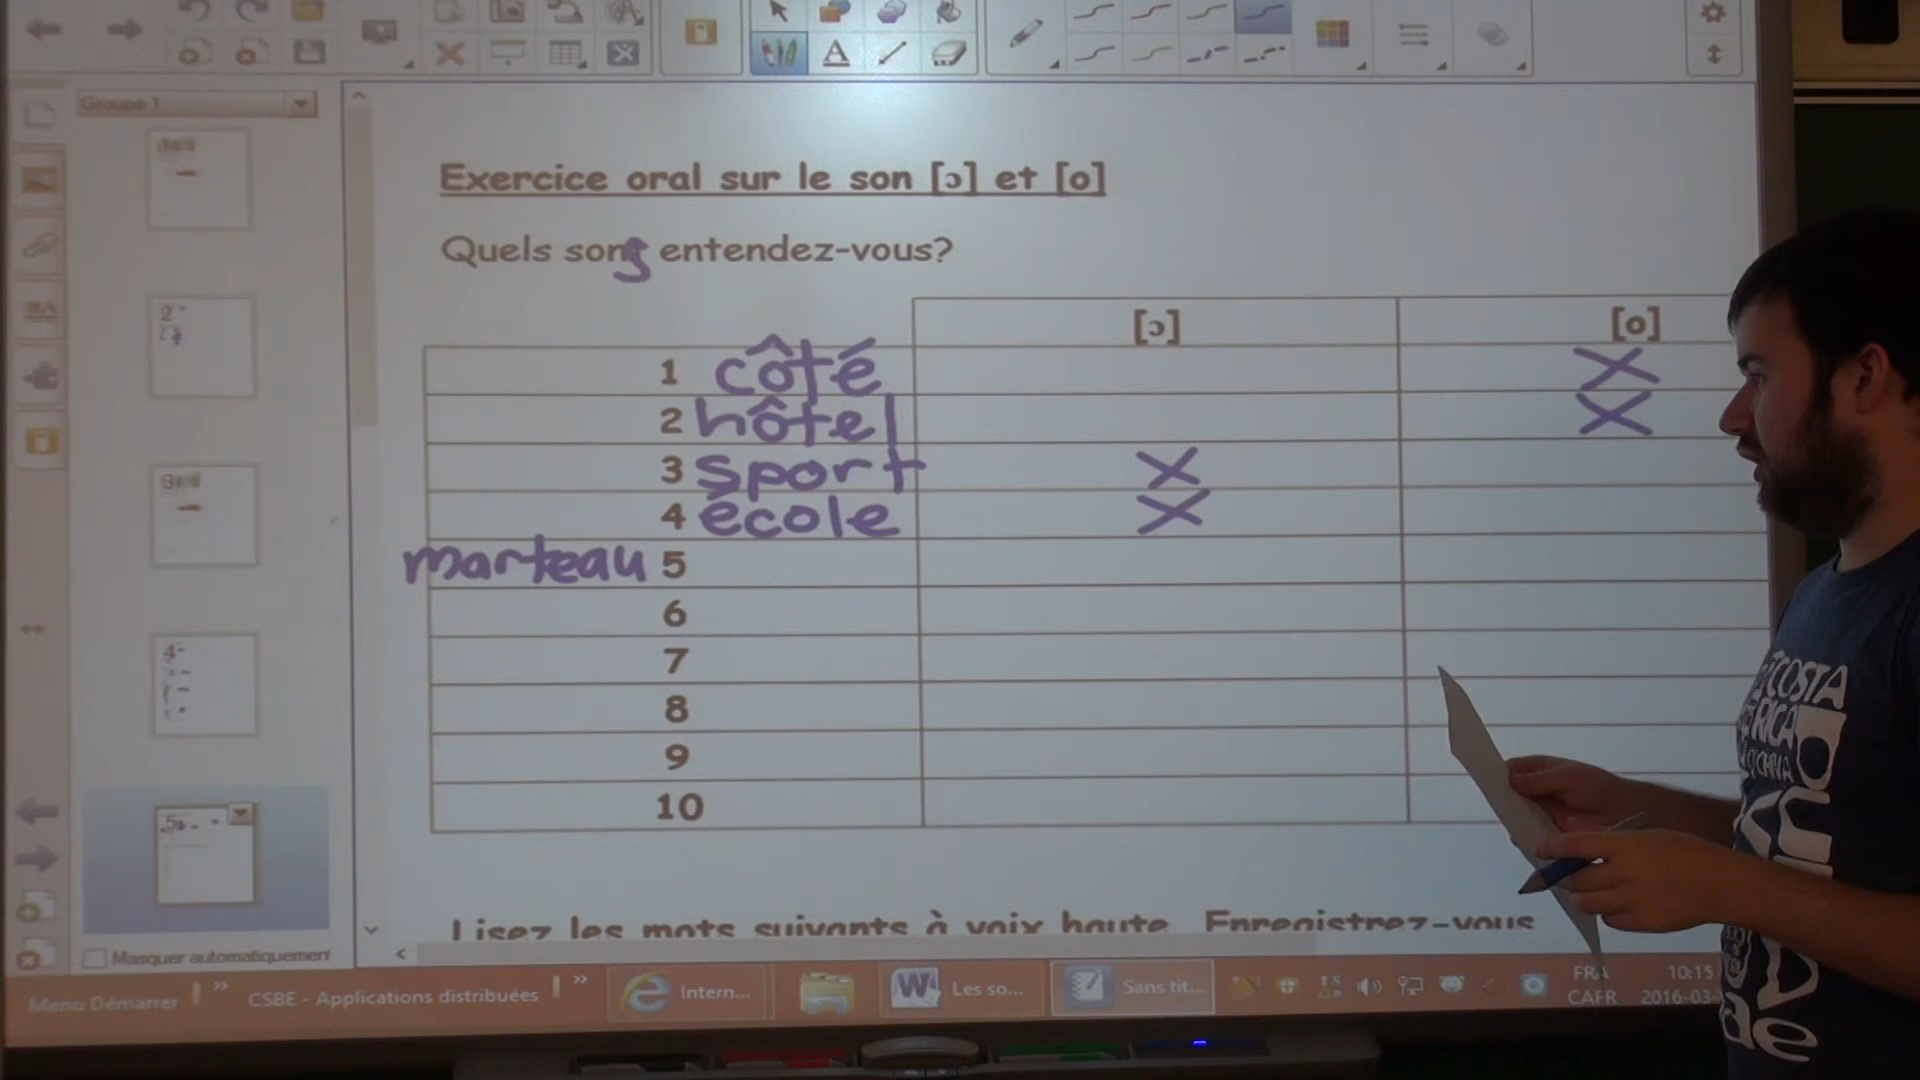 Groupe 1
Exercice oral sur le son [ɔ] et [o]
Quels sons entendez-vous?
[ɔ] [o]
1 côté X
2 hôtel X
3 sport X
4 école X
marteau 5
6
7
8
9
10
Lisez les mots suivants à voix haute. Enregistrez-vous
Masquer automatiquement
Menu Démarrer » CSBE - Applications distribuées » Intern... Les so... Sans tit... FRA 10:15
CAFR 2016-03-
COSTA
RICA